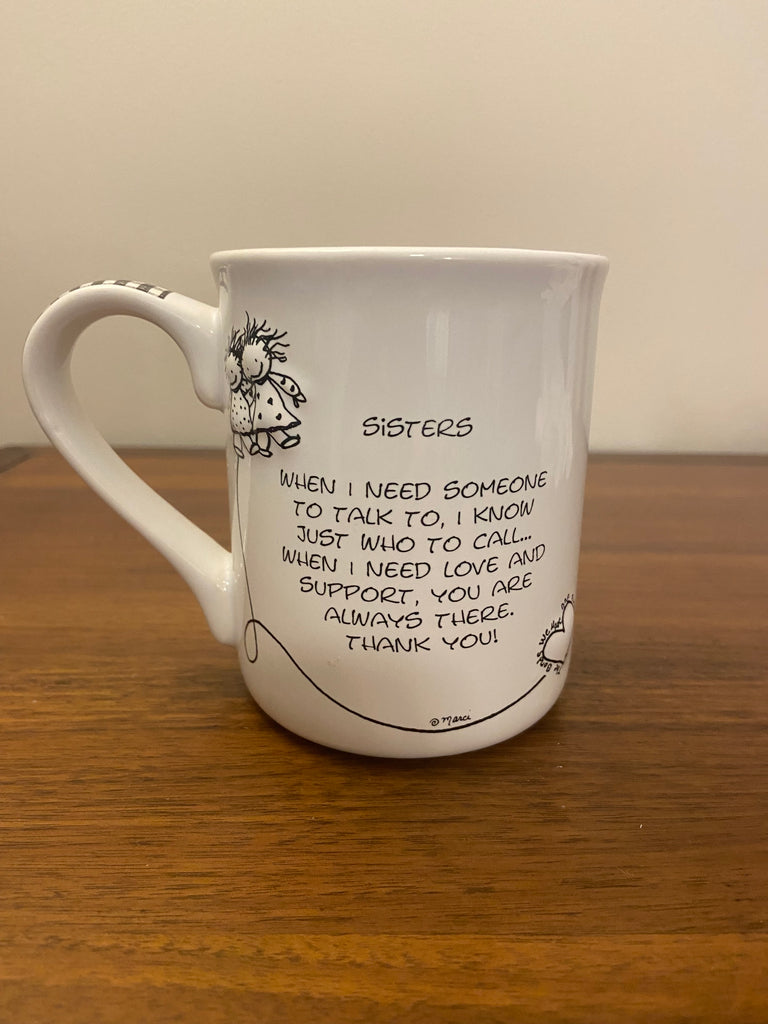 SiSTERS
WHEN I NEED SOMEONE
TO TALK TO, I KNOW
JUST WHO TO CALL...
WHEN I NEED LOVE AND
SUPPORT, YOU ARE
ALWAYS THERE.
THANK YOU!
© Marci